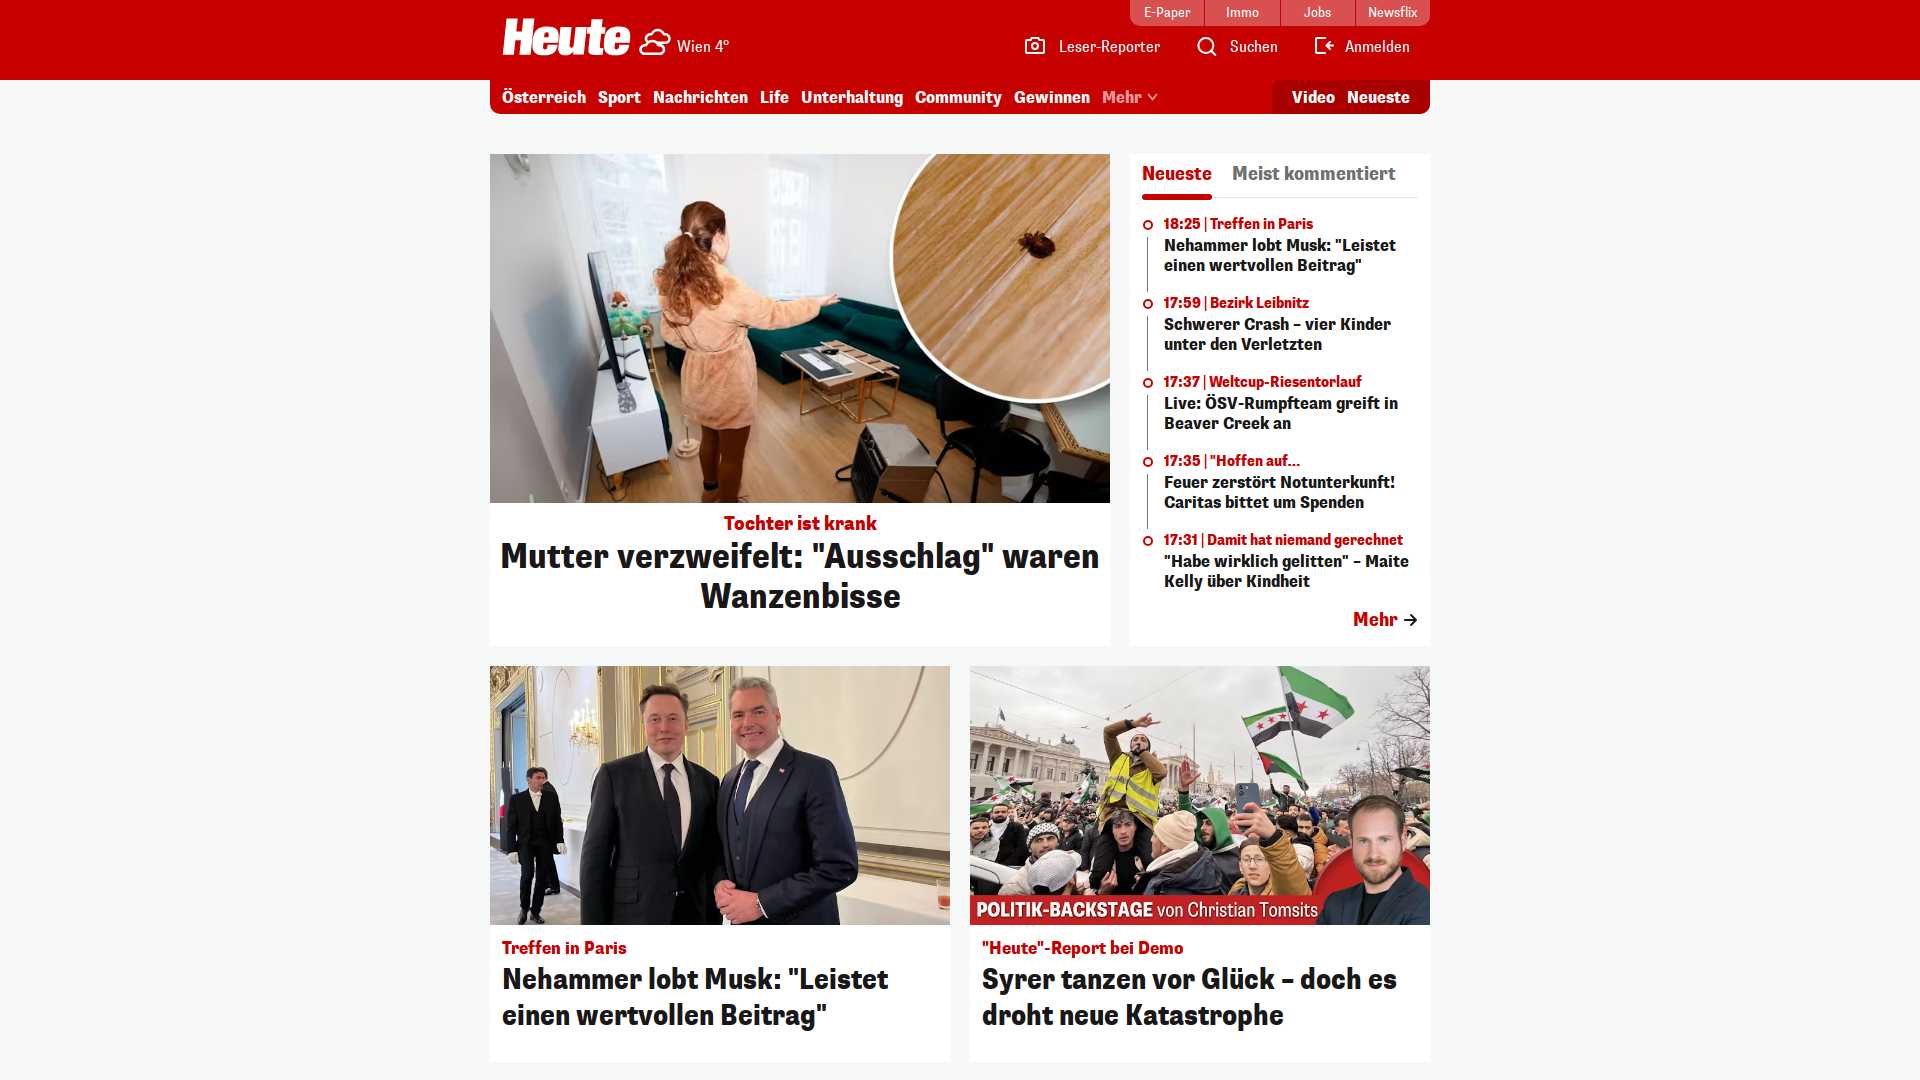 E-Paper
Immo
Jobs
Newsflix
Heute
Wien 4°
Leser-Reporter
Suchen
Anmelden
Österreich
Sport
Nachrichten
Life
Unterhaltung
Community
Gewinnen
Mehr
Video
Neueste
Tochter ist krank
Mutter verzweifelt: "Ausschlag" waren
Wanzenbisse
Neueste
Meist kommentiert
18:25 | Treffen in Paris
Nehammer lobt Musk: "Leistet
einen wertvollen Beitrag"
17:59 | Bezirk Leibnitz
Schwerer Crash – vier Kinder
unter den Verletzten
17:37 | Weltcup-Riesentorlauf
Live: ÖSV-Rumpfteam greift in
Beaver Creek an
17:35 | "Hoffen auf...
Feuer zerstört Notunterkunft!
Caritas bittet um Spenden
17:31 | Damit hat niemand gerechnet
"Habe wirklich gelitten" – Maite
Kelly über Kindheit
Mehr
Treffen in Paris
Nehammer lobt Musk: "Leistet
einen wertvollen Beitrag"
POLITIK-BACKSTAGE von Christian Tomsits
"Heute"-Report bei Demo
Syrer tanzen vor Glück – doch es
droht neue Katastrophe